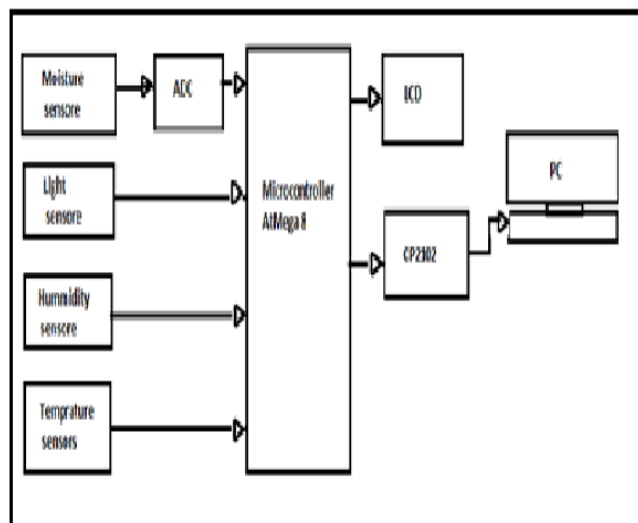 Moisture
sensore
ADC
Light
sensore
Hummidity
sensore
Temprature
sensors
Microcontroller
AtMega 8
LCD
CP2102
PC